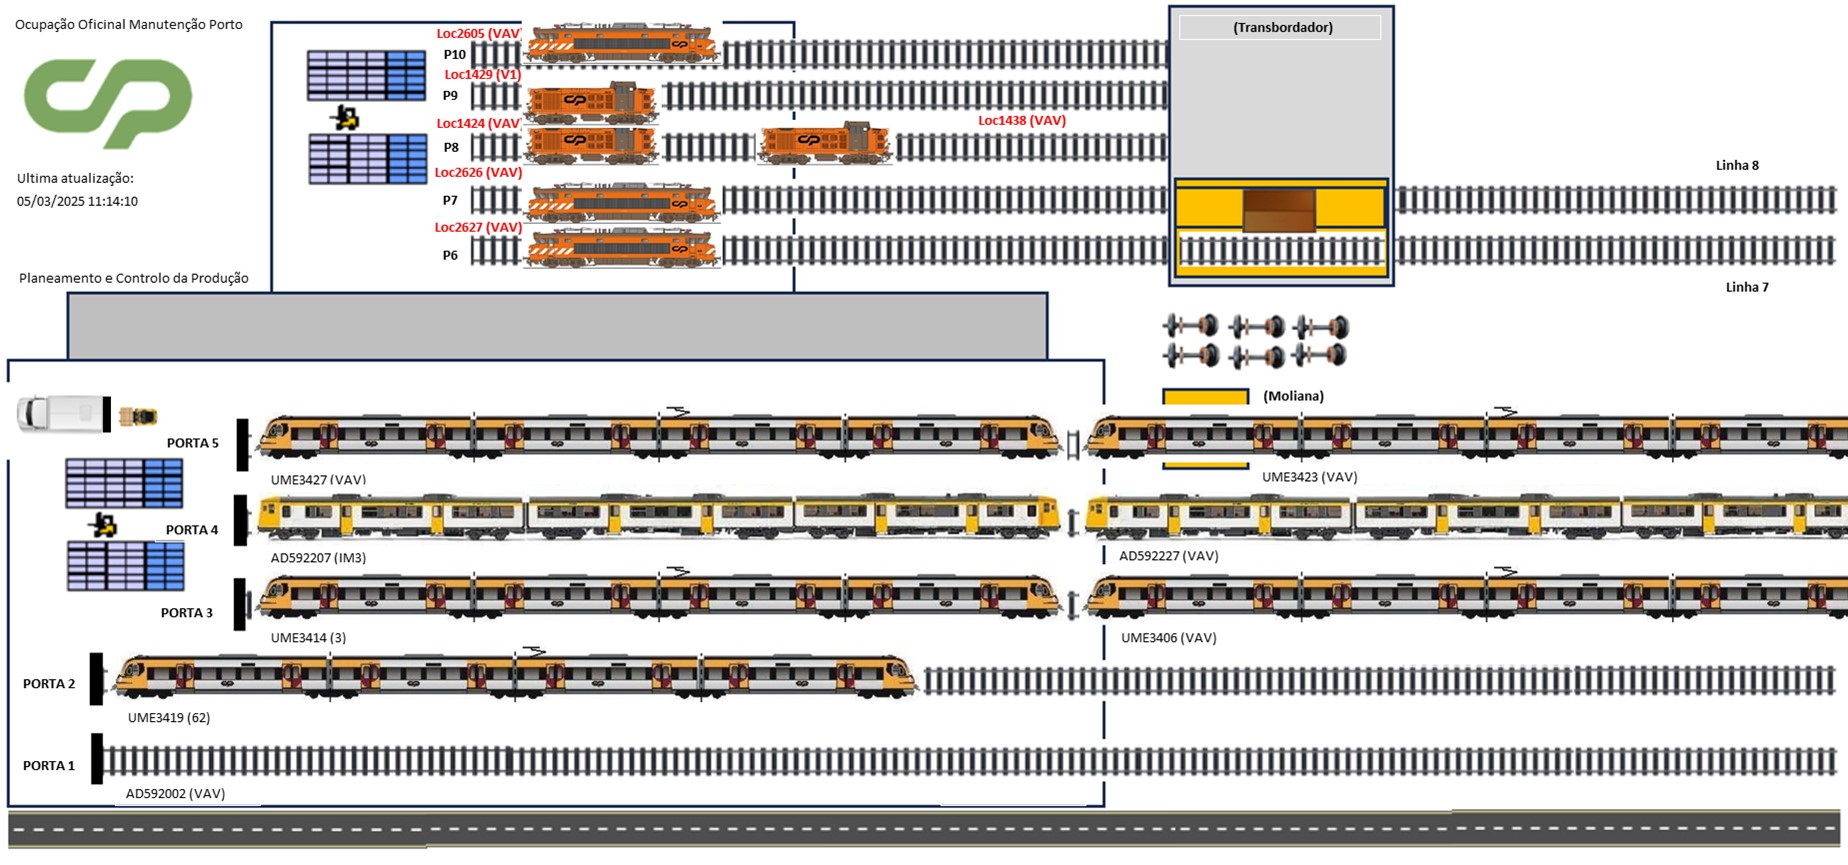 Ocupação Oficinal Manutenção Porto
Ultima atualização:
05/03/2025 11:14:10
Planeamento e Controlo da Produção
Loc2605 (VAV)
P10
Loc1429 (V1)
P9
Loc1424 (VAV)
P8
Loc1438 (VAV)
Loc2626 (VAV)
P7
Loc2627 (VAV)
P6
(Transbordador)
Linha 8
Linha 7
(Moliana)
PORTA 5
UME3427 (VAV)
UME3423 (VAV)
PORTA 4
AD592207 (IM3)
AD592227 (VAV)
PORTA 3
UME3414 (3)
UME3406 (VAV)
PORTA 2
UME3419 (62)
PORTA 1
AD592002 (VAV)